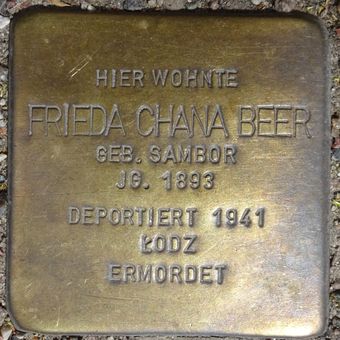 HIER WOHNTE
FRIEDA CHANA BEER
GEB. SAMBOR
JG. 1893
DEPORTIERT 1941
ŁODZ
ERMORDET